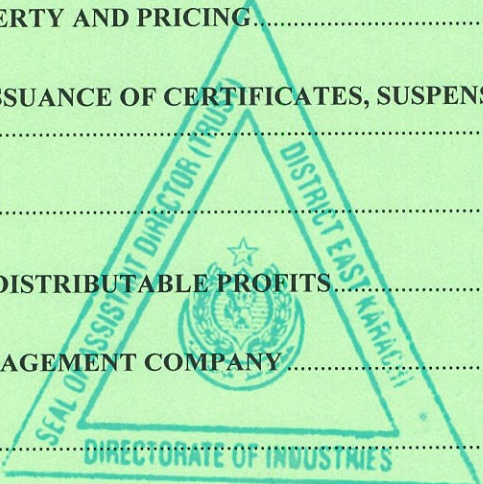 ERTY AND PRICING
SSUANCE OF CERTIFICATES, SUSPENS
DISTRIBUTABLE PROFITS
AGEMENT COMPANY
SEAL OF ASSISTANT DIRECTOR (TRUST)
DISTRICT EAST KARACHI
DIRECTORATE OF INDUSTRIES